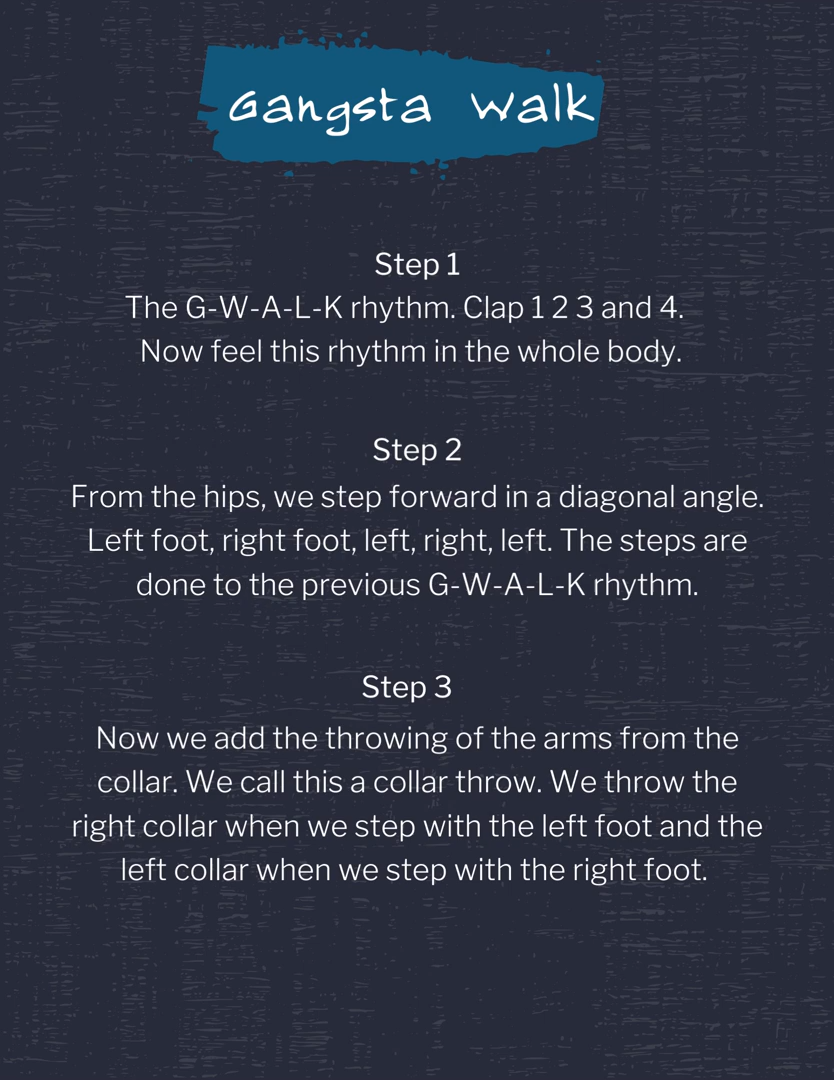 Gangsta Walk
Step 1
The G-W-A-L-K rhythm. Clap 1 2 3 and 4.
Now feel this rhythm in the whole body.
Step 2
From the hips, we step forward in a diagonal angle.
Left foot, right foot, left, right, left. The steps are
done to the previous G-W-A-L-K rhythm.
Step 3
Now we add the throwing of the arms from the
collar. We call this a collar throw. We throw the
right collar when we step with the left foot and the
left collar when we step with the right foot.